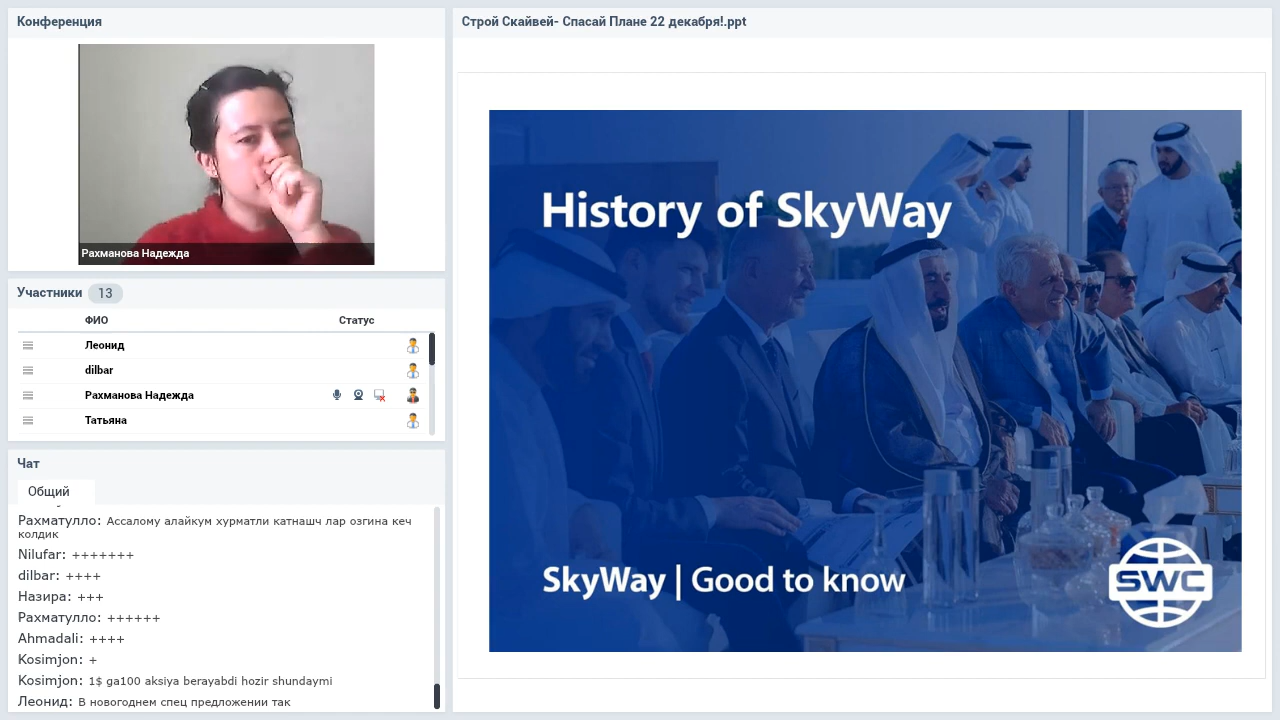 Конференция
Рахманова Надежда
Участники 13
ФИО Статус
Леонид
dilbar
Рахманова Надежда
Татьяна
Чат
Общий
Рахматулло: Ассалому алайкум хурматли катнашч лар озгина кеч
колдик
Nilufar: +++++++
dilbar: ++++
Назира: +++
Рахматулло: ++++++
Ahmadali: ++++
Kosimjon: +
Kosimjon: 1$ ga100 aksiya berayabdi hozir shundaymi
Леонид: В новогоднем спец предложении так
Строй Скайвей- Спасай Плане 22 декабря!.ppt
History of SkyWay
SkyWay | Good to know
SWC